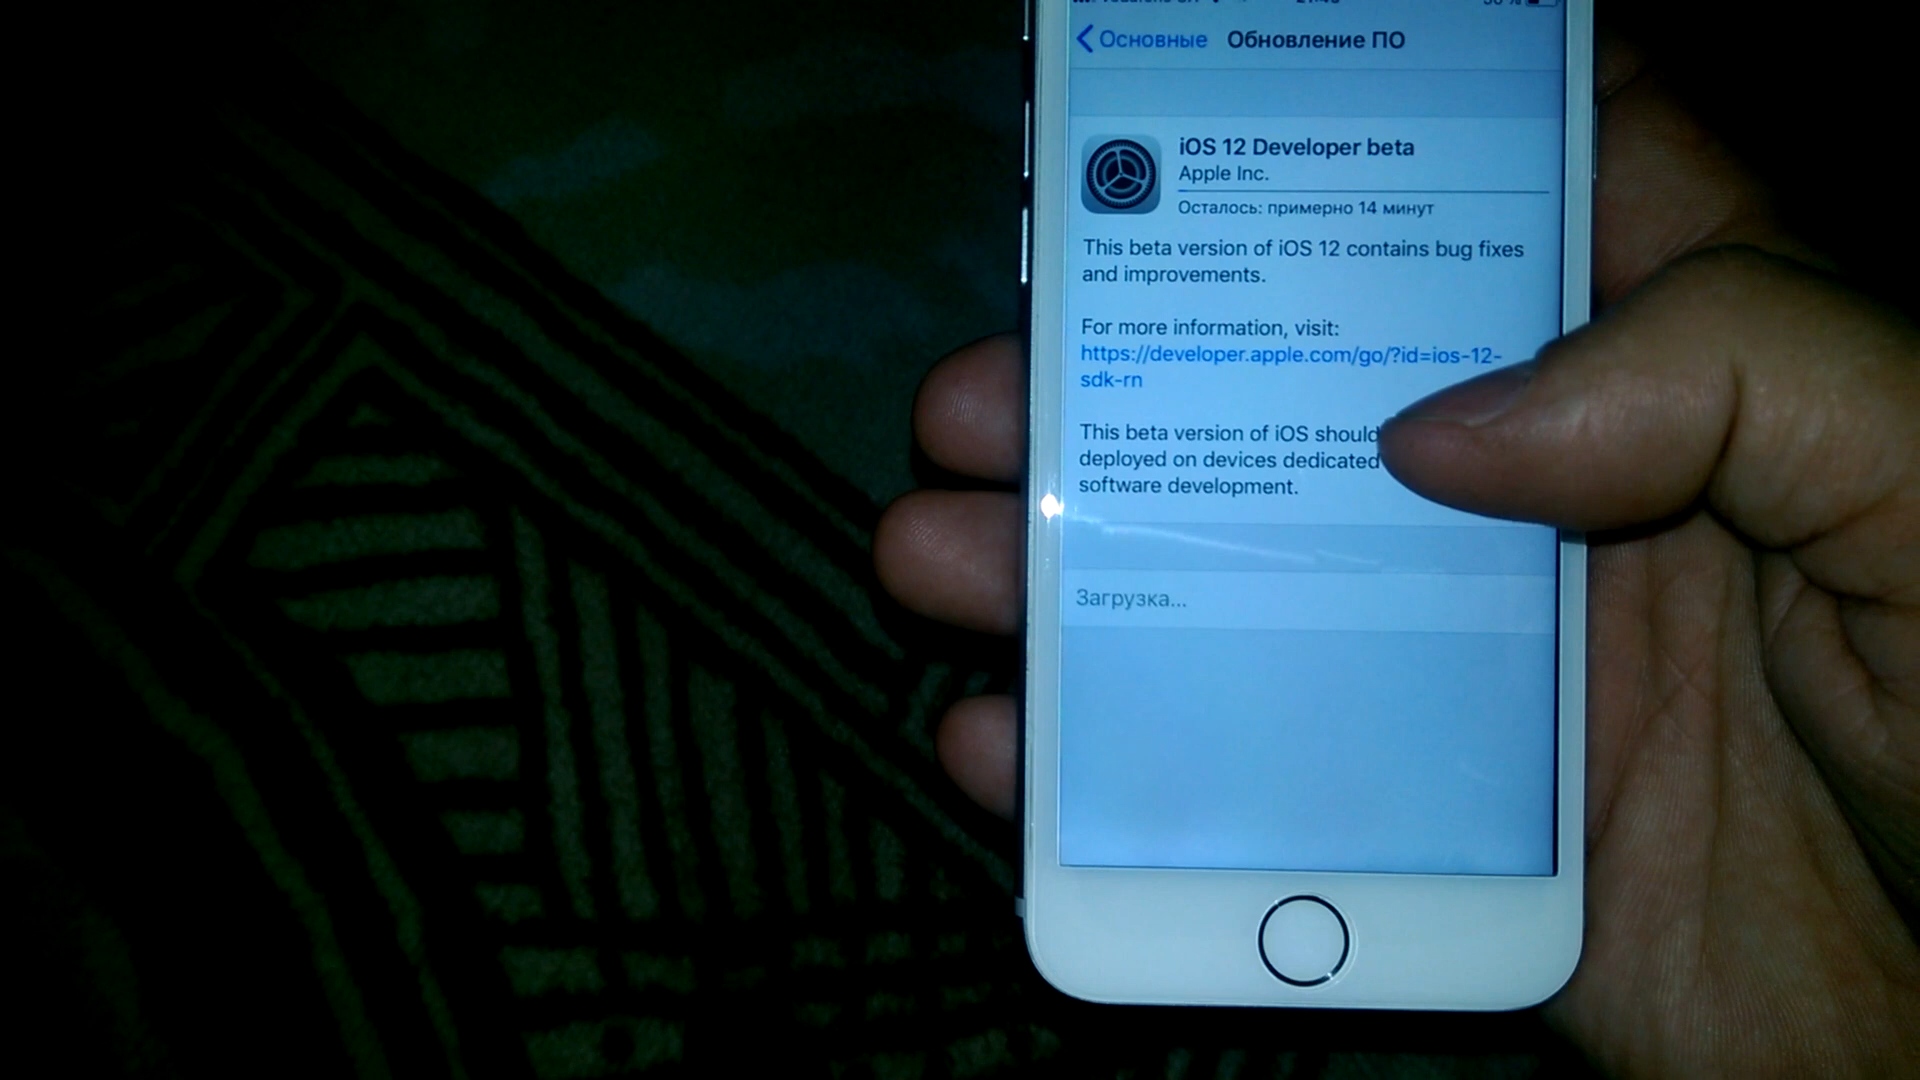 Основные Обновление ПО
iOS 12 Developer beta
Apple Inc.
Осталось: примерно 14 минут
This beta version of iOS 12 contains bug fixes
and improvements.
For more information, visit:
https://developer.apple.com/go/?id=ios-12-
sdk-rn
This beta version of iOS should
deployed on devices dedicated
software development.
Загрузка...